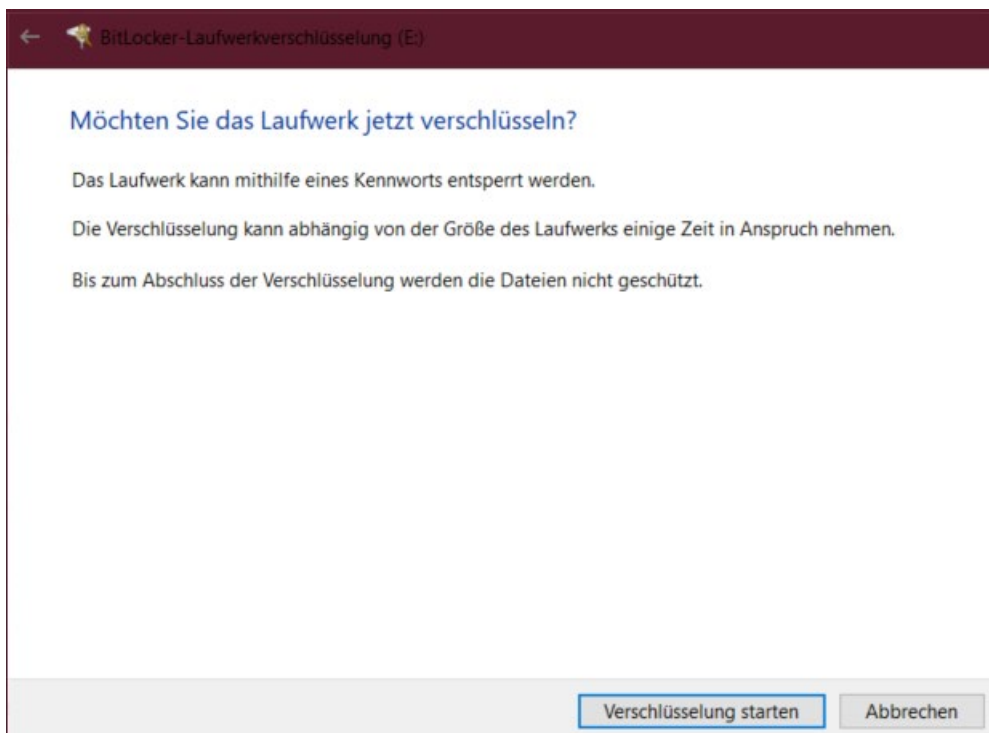 BitLocker-Laufwerkverschlüsselung (E:)
Möchten Sie das Laufwerk jetzt verschlüsseln?
Das Laufwerk kann mithilfe eines Kennworts entsperrt werden.
Die Verschlüsselung kann abhängig von der Größe des Laufwerks einige Zeit in Anspruch nehmen.
Bis zum Abschluss der Verschlüsselung werden die Dateien nicht geschützt.
Verschlüsselung starten Abbrechen